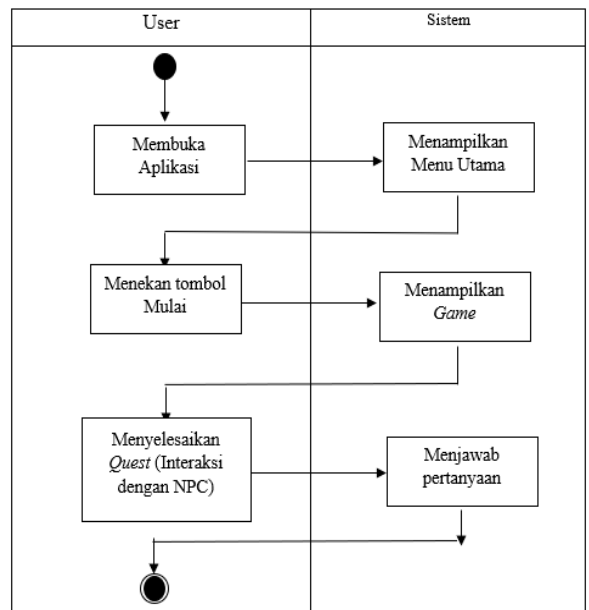 User
Sistem
Membuka
Aplikasi
Menampilkan
Menu Utama
Menekan tombol
Mulai
Menampilkan
Game
Menyelesaikan
Quest (Interaksi
dengan NPC)
Menjawab
pertanyaan